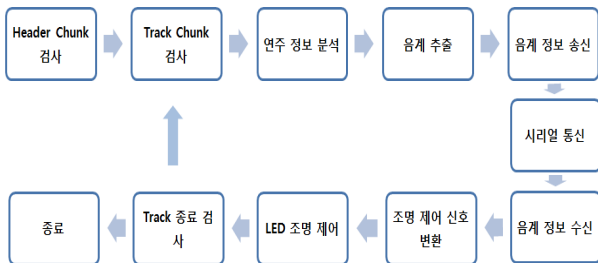 Header Chunk
검사
Track Chunk
검사
연주 정보 분석
음계 추출
음계 정보 송신
시리얼 통신
음계 정보 수신
조명 제어 신호
변환
LED 조명 제어
Track 종료 검
사
종료